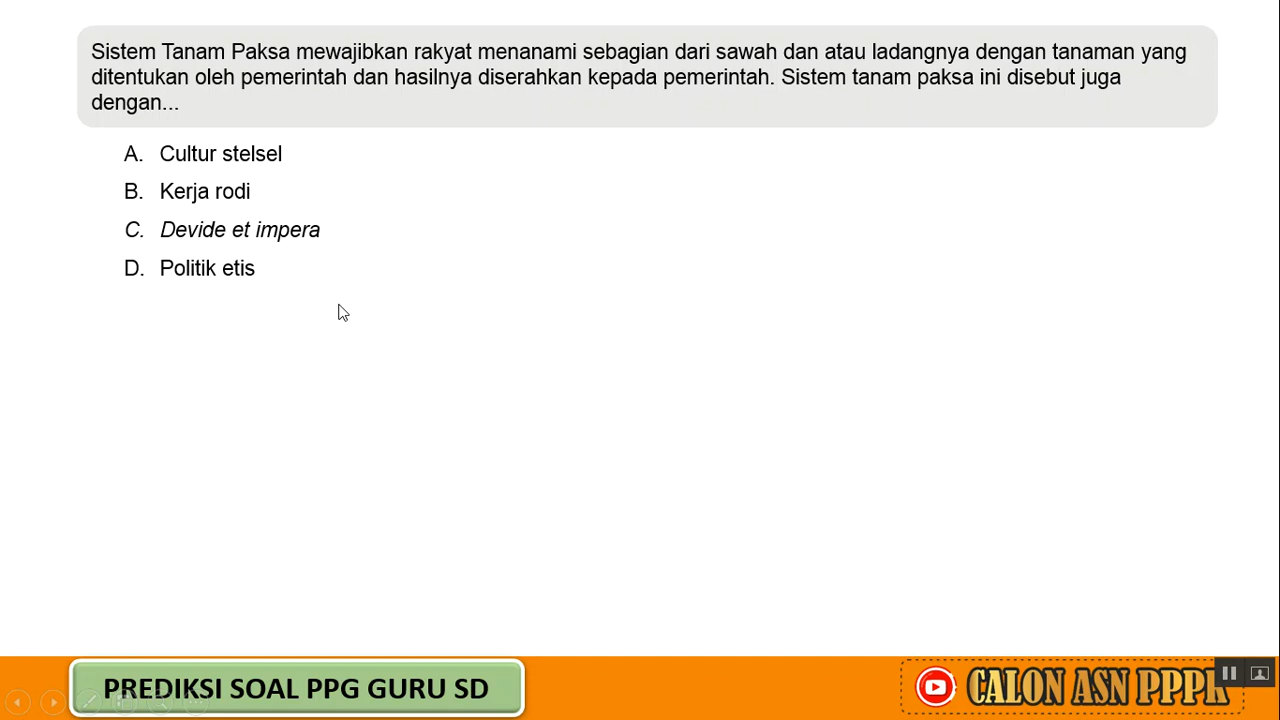 Sistem Tanam Paksa mewajibkan rakyat menanami sebagian dari sawah dan atau ladangnya dengan tanaman yang
ditentukan oleh pemerintah dan hasilnya diserahkan kepada pemerintah. Sistem tanam paksa ini disebut juga
dengan...
A. Cultur stelsel
B. Kerja rodi
C. Devide et impera
D. Politik etis
PREDIKSI SOAL PPG GURU SD
CALON ASN PPPK